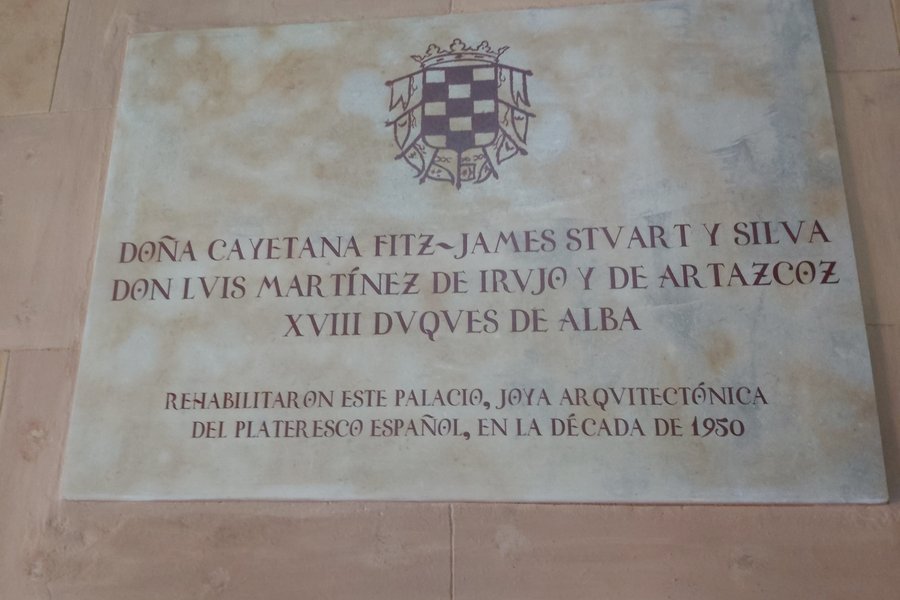 DOÑA CAYETANA FITZ~JAMES STVART Y SILVA
DON LVIS MARTÍNEZ DE IRVJO Y DE ARTAZCOZ
XVIII DVQVES DE ALBA
REHABILITARON ESTE PALACIO, JOYA ARQVITECTÓNICA
DEL PLATERESCO ESPAÑOL, EN LA DÉCADA DE 1950